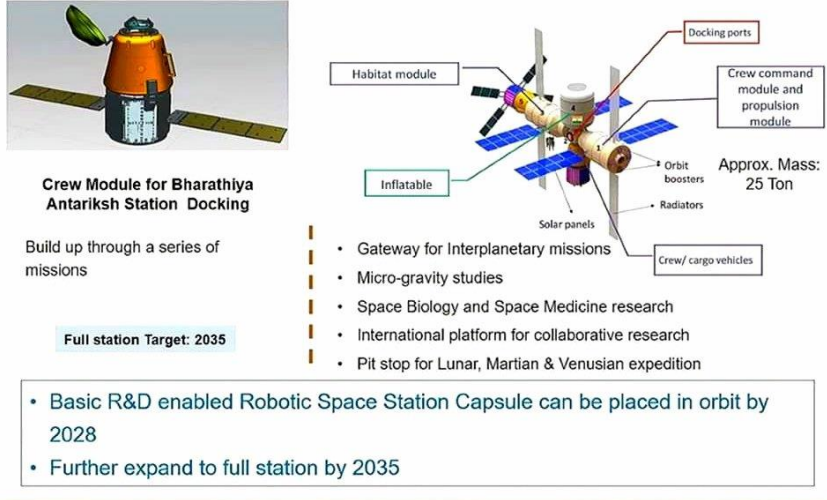 Docking ports
Habitat module
Crew command
module and
propulsion
module
Inflatable
Orbit
boosters
Approx. Mass:
25 Ton
Radiators
Solar panels
Crew/ cargo vehicles
Crew Module for Bharathiya
Antariksh Station Docking
Build up through a series of
missions
Full station Target: 2035
• Gateway for Interplanetary missions
• Micro-gravity studies
• Space Biology and Space Medicine research
• International platform for collaborative research
• Pit stop for Lunar, Martian & Venusian expedition
• Basic R&D enabled Robotic Space Station Capsule can be placed in orbit by
2028
• Further expand to full station by 2035